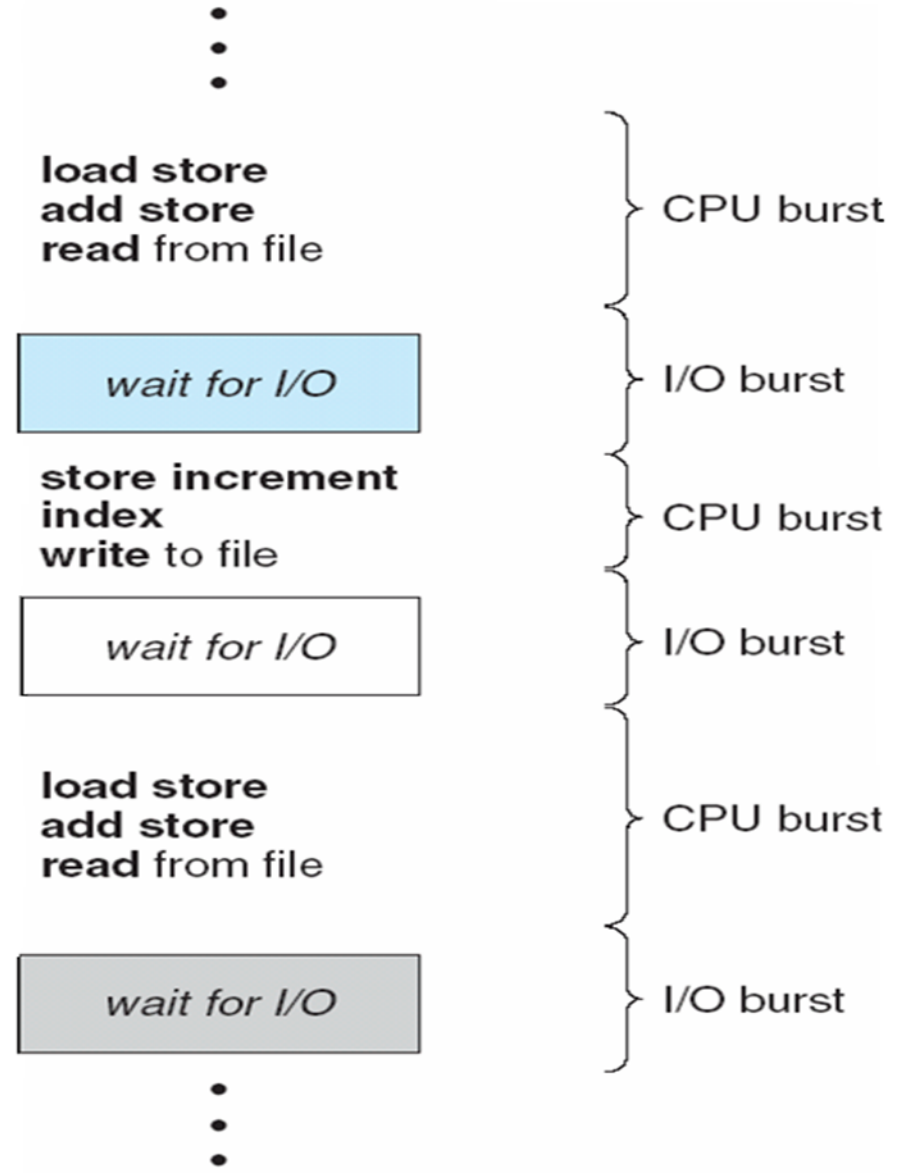 load store
add store
read from file
CPU burst
wait for I/O
I/O burst
store increment
index
write to file
CPU burst
wait for I/O
I/O burst
load store
add store
read from file
CPU burst
wait for I/O
I/O burst